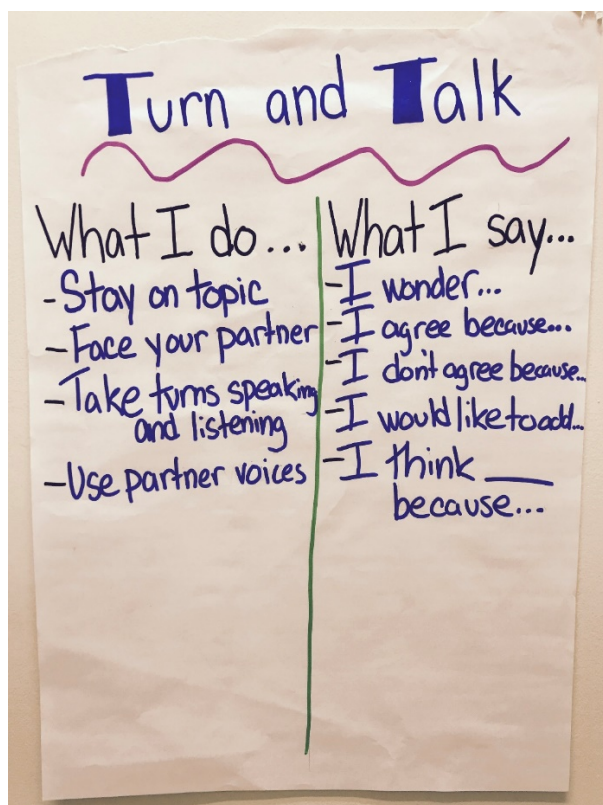 Turn and Talk
What I do...
- Stay on topic
- Face your partner
- Take turns speaking
and listening
- Use partner voices
What I say...
- I wonder...
- I agree because...
- I don't agree because...
- I would like to add...
- I think ___
because...